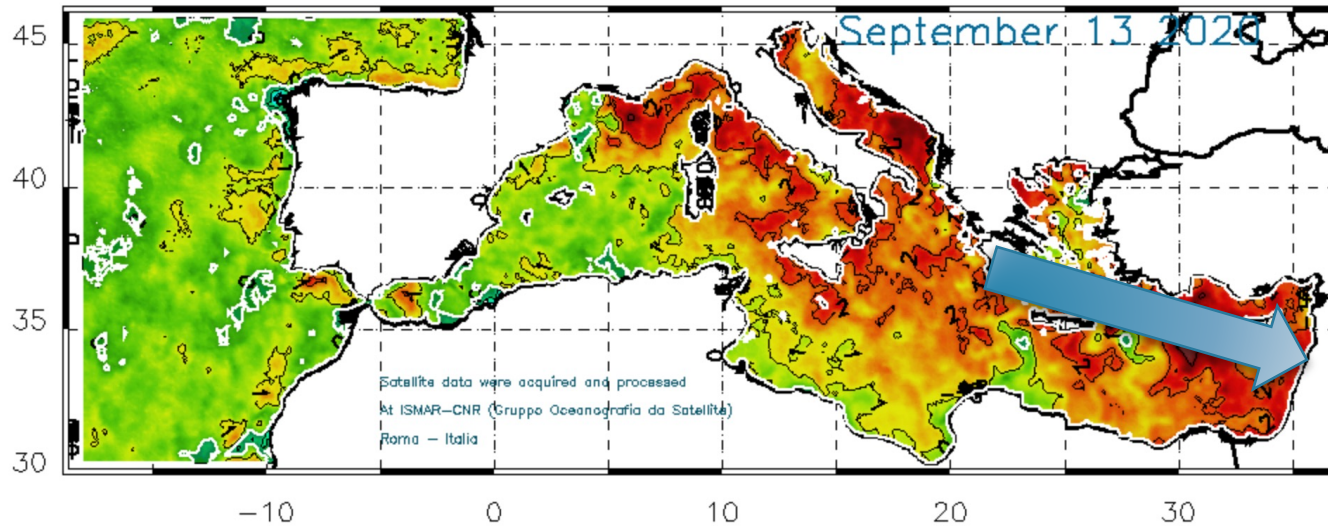 September 13 2020
45
40
35
30
Satellite data were acquired and processed
At ISMAR-CNR (Gruppo Oceanografia da Satellite)
Roma - Italia
-10
0
10
20
30